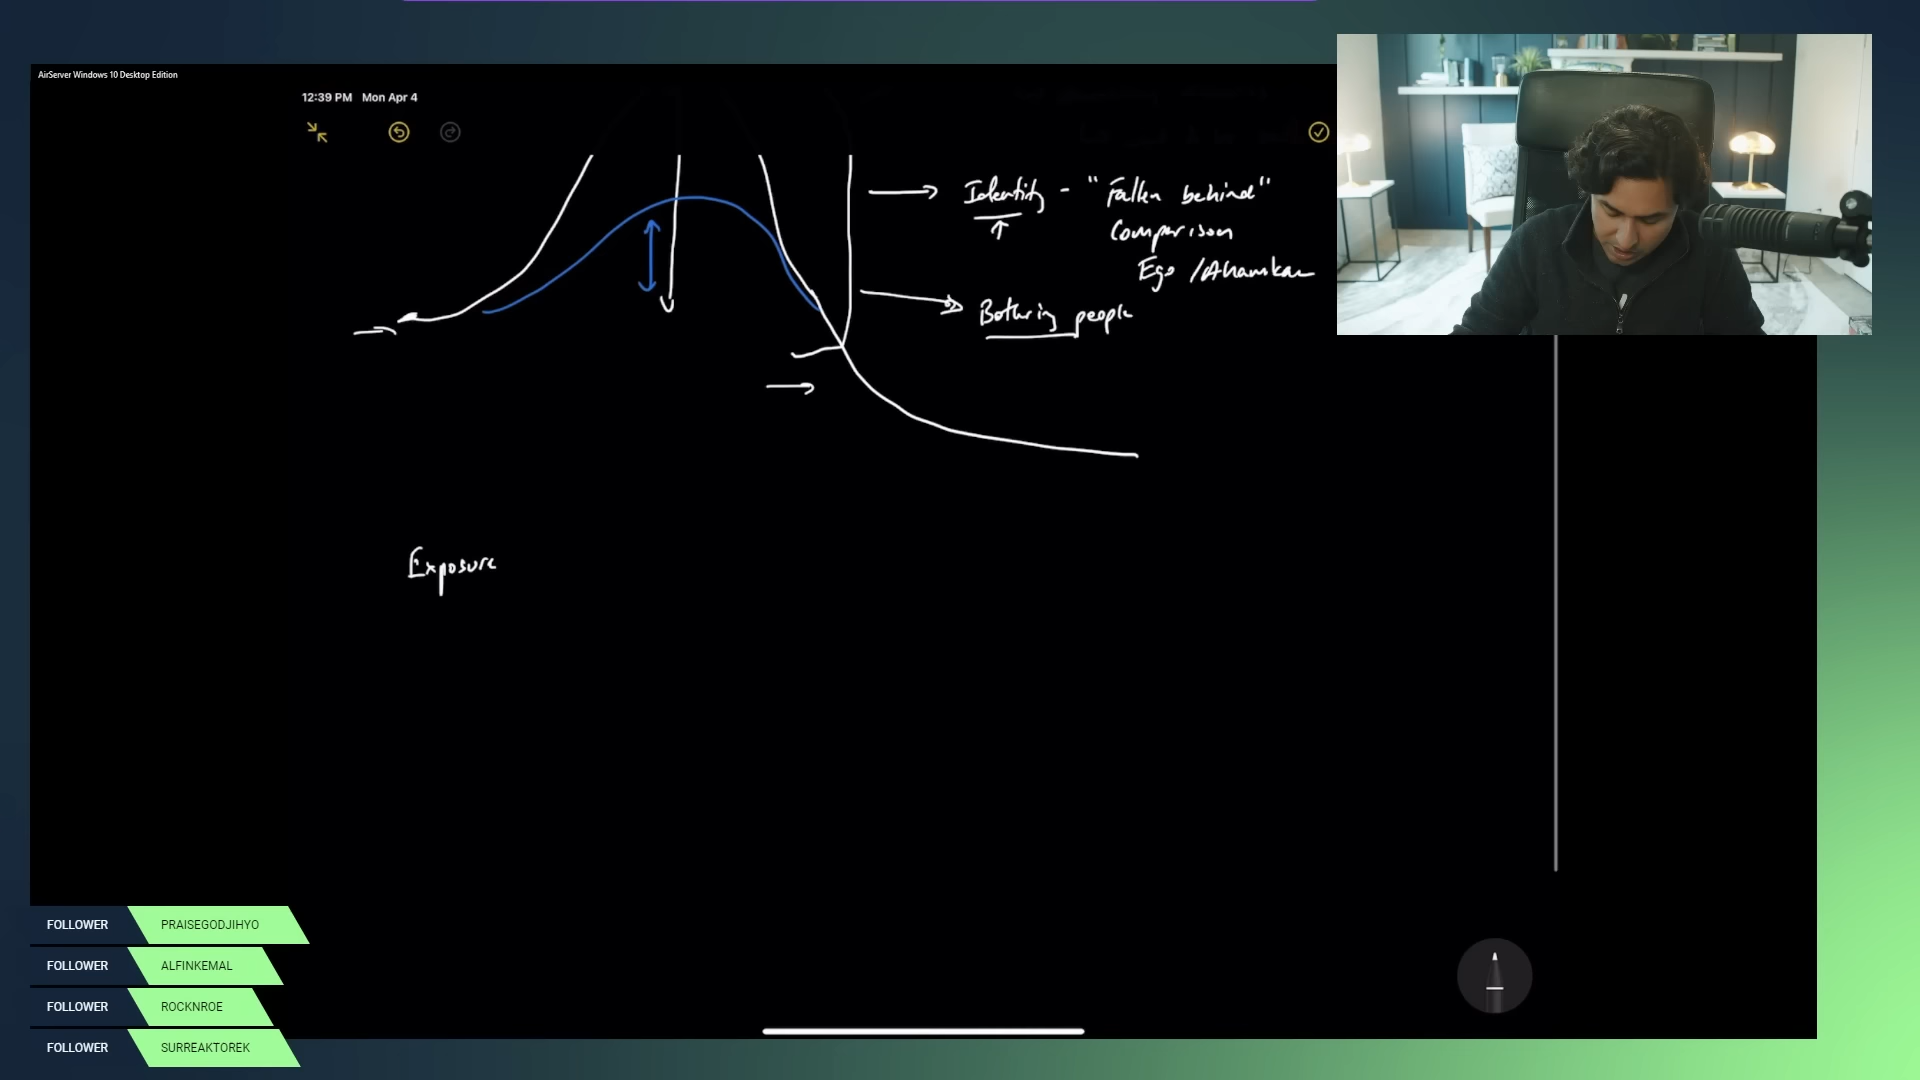 AirServer Windows 10 Desktop Edition
12:39 PM Mon Apr 4
Identity - "Fallen behind"
Comparison
Ego / Ahamkar
Bothering people
Exposure
FOLLOWER PRAISEGODJIHYO
FOLLOWER ALFINKEMAL
FOLLOWER ROCKNROE
FOLLOWER SURREAKTOREK